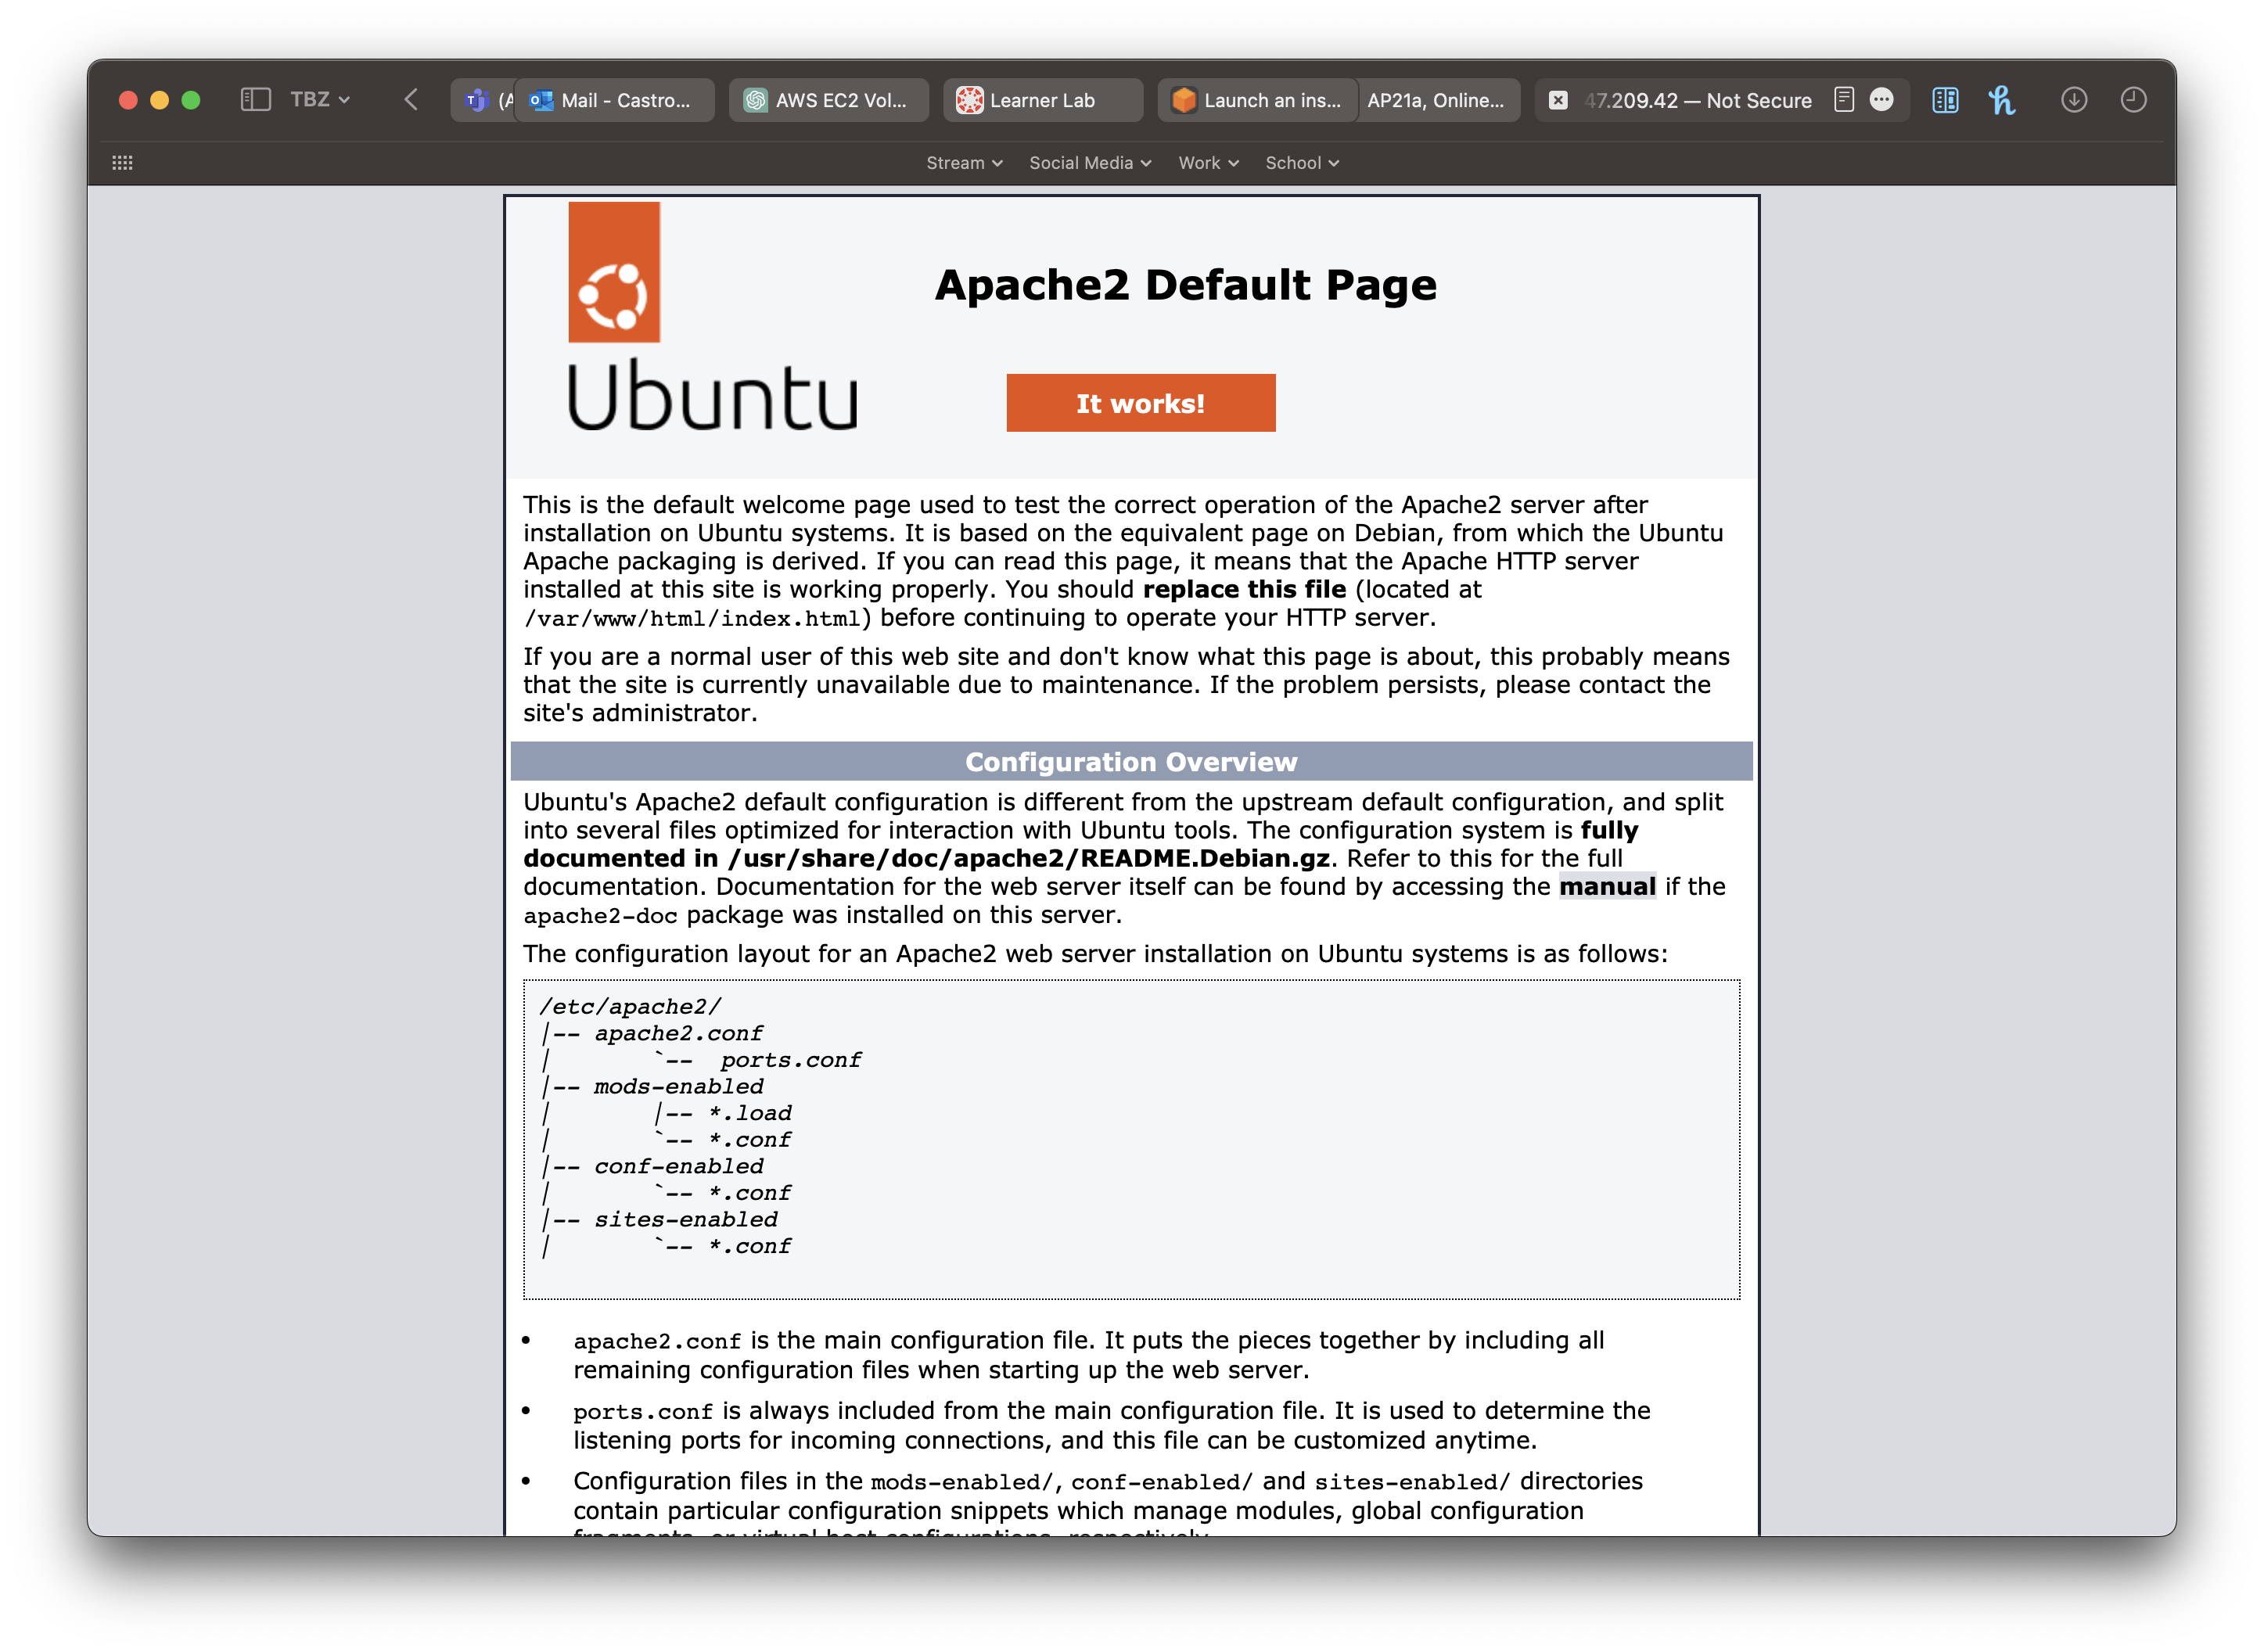 TBZ
(A
Mail - Castro...
AWS EC2 Vol...
Learner Lab
Launch an ins...
AP21a, Online...
47.209.42 — Not Secure
Stream
Social Media
Work
School
Ubuntu
Apache2 Default Page
It works!
This is the default welcome page used to test the correct operation of the Apache2 server after
installation on Ubuntu systems. It is based on the equivalent page on Debian, from which the Ubuntu
Apache packaging is derived. If you can read this page, it means that the Apache HTTP server
installed at this site is working properly. You should replace this file (located at
/var/www/html/index.html) before continuing to operate your HTTP server.
If you are a normal user of this web site and don't know what this page is about, this probably means
that the site is currently unavailable due to maintenance. If the problem persists, please contact the
site's administrator.
Configuration Overview
Ubuntu's Apache2 default configuration is different from the upstream default configuration, and split
into several files optimized for interaction with Ubuntu tools. The configuration system is fully
documented in /usr/share/doc/apache2/README.Debian.gz. Refer to this for the full
documentation. Documentation for the web server itself can be found by accessing the manual if the
apache2-doc package was installed on this server.
The configuration layout for an Apache2 web server installation on Ubuntu systems is as follows:
/etc/apache2/
|-- apache2.conf
|       `--  ports.conf
|-- mods-enabled
|       |-- *.load
|       `-- *.conf
|-- conf-enabled
|       `-- *.conf
|-- sites-enabled
|       `-- *.conf
• apache2.conf is the main configuration file. It puts the pieces together by including all
remaining configuration files when starting up the web server.
• ports.conf is always included from the main configuration file. It is used to determine the
listening ports for incoming connections, and this file can be customized anytime.
• Configuration files in the mods-enabled/, conf-enabled/ and sites-enabled/ directories
contain particular configuration snippets which manage modules, global configuration
fragments, or virtual host configurations, respectively.